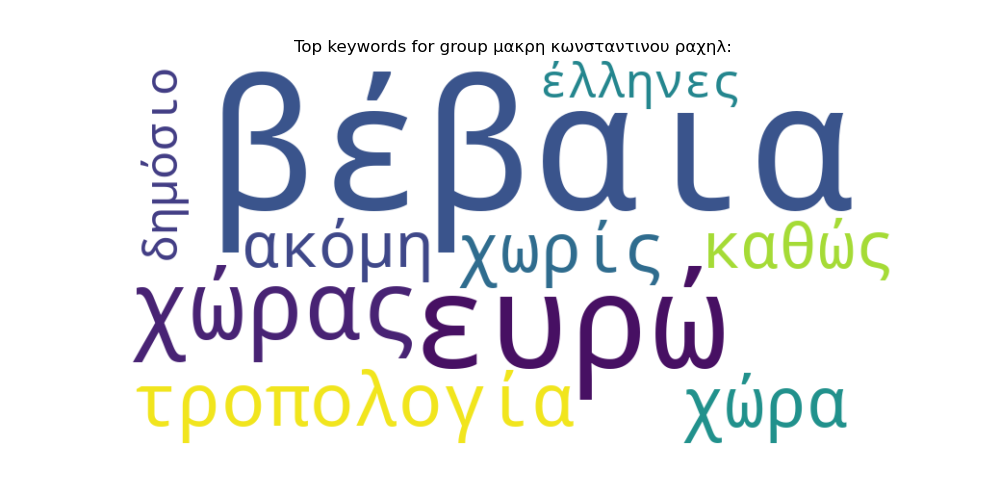 Top keywords for group μακρη κωνσταντινου ραχηλ:
δημόσιο
βέβαια
έλληνες
ακόμη
χωρίς
καθώς
χώρας
ευρώ
τροπολογία
χώρα